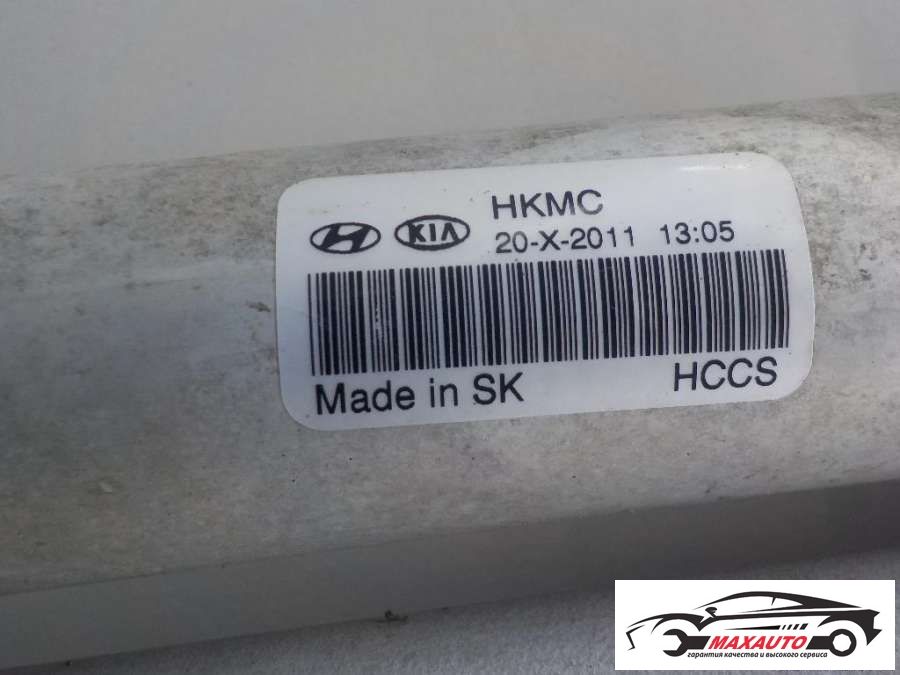 HKMC
KIA
20-X-2011 13:05
Made in SK
HCCS
MAXAUTO
гарантия качества и высокого сервиса